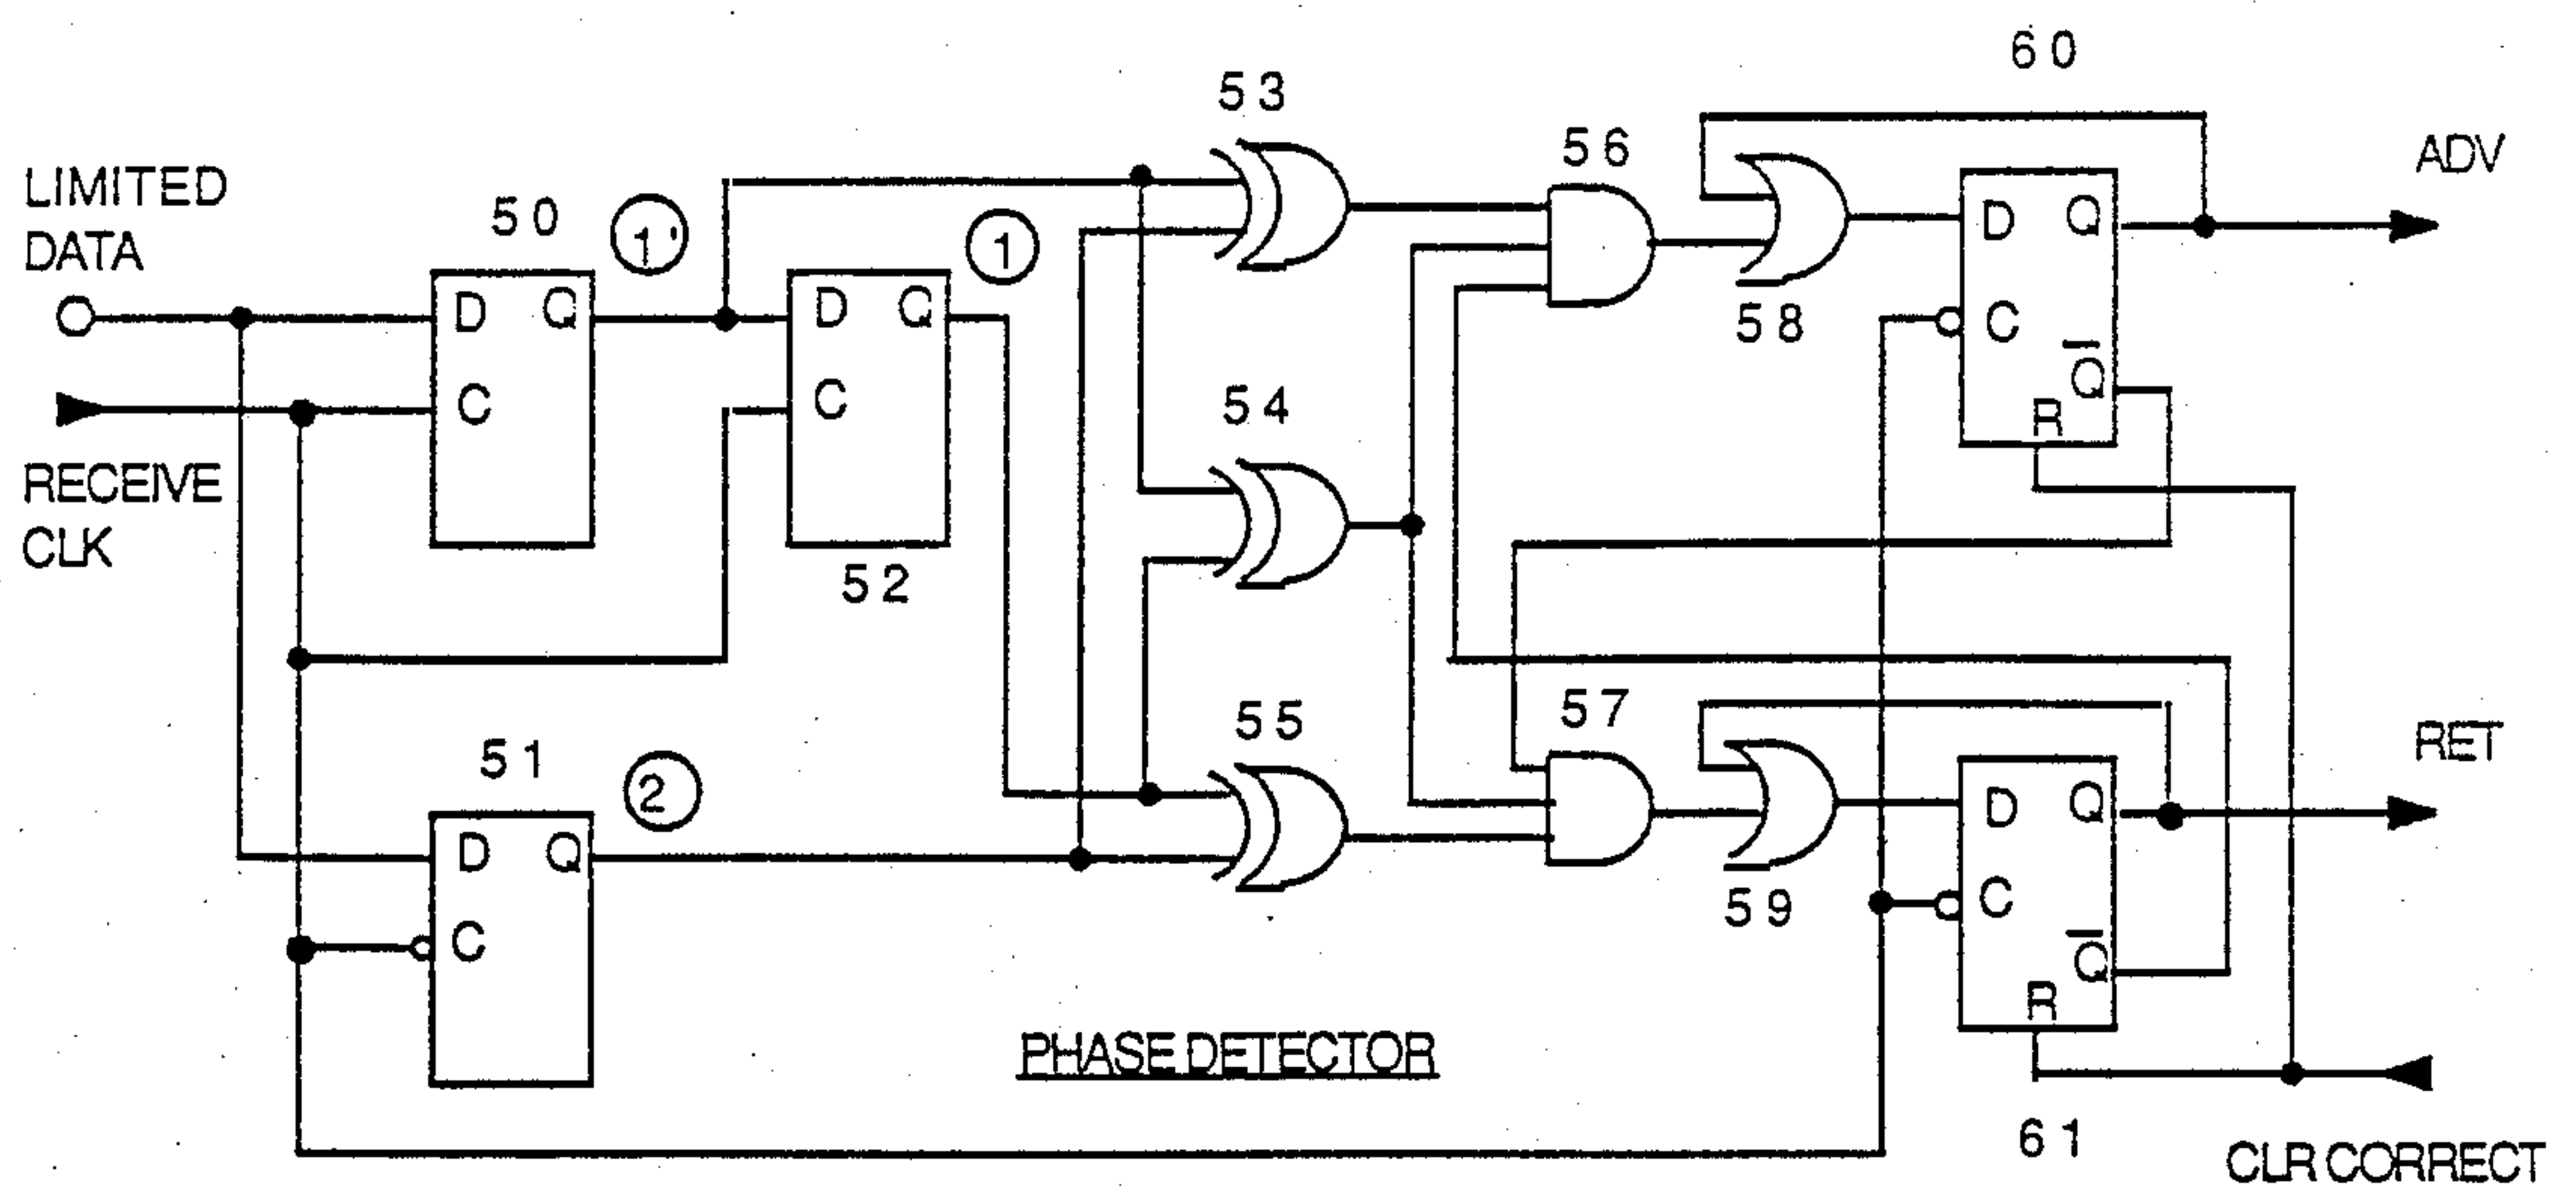 60
53
56
ADV
LIMITED
DATA
50
1'
1
D Q
58
D Q
D Q
C
C
C
Q
R
54
RECEIVE
CLK
52
57
RET
55
51
2
D Q
D Q
C
59
C
Q
R
PHASE DETECTOR
61
CLR CORRECT